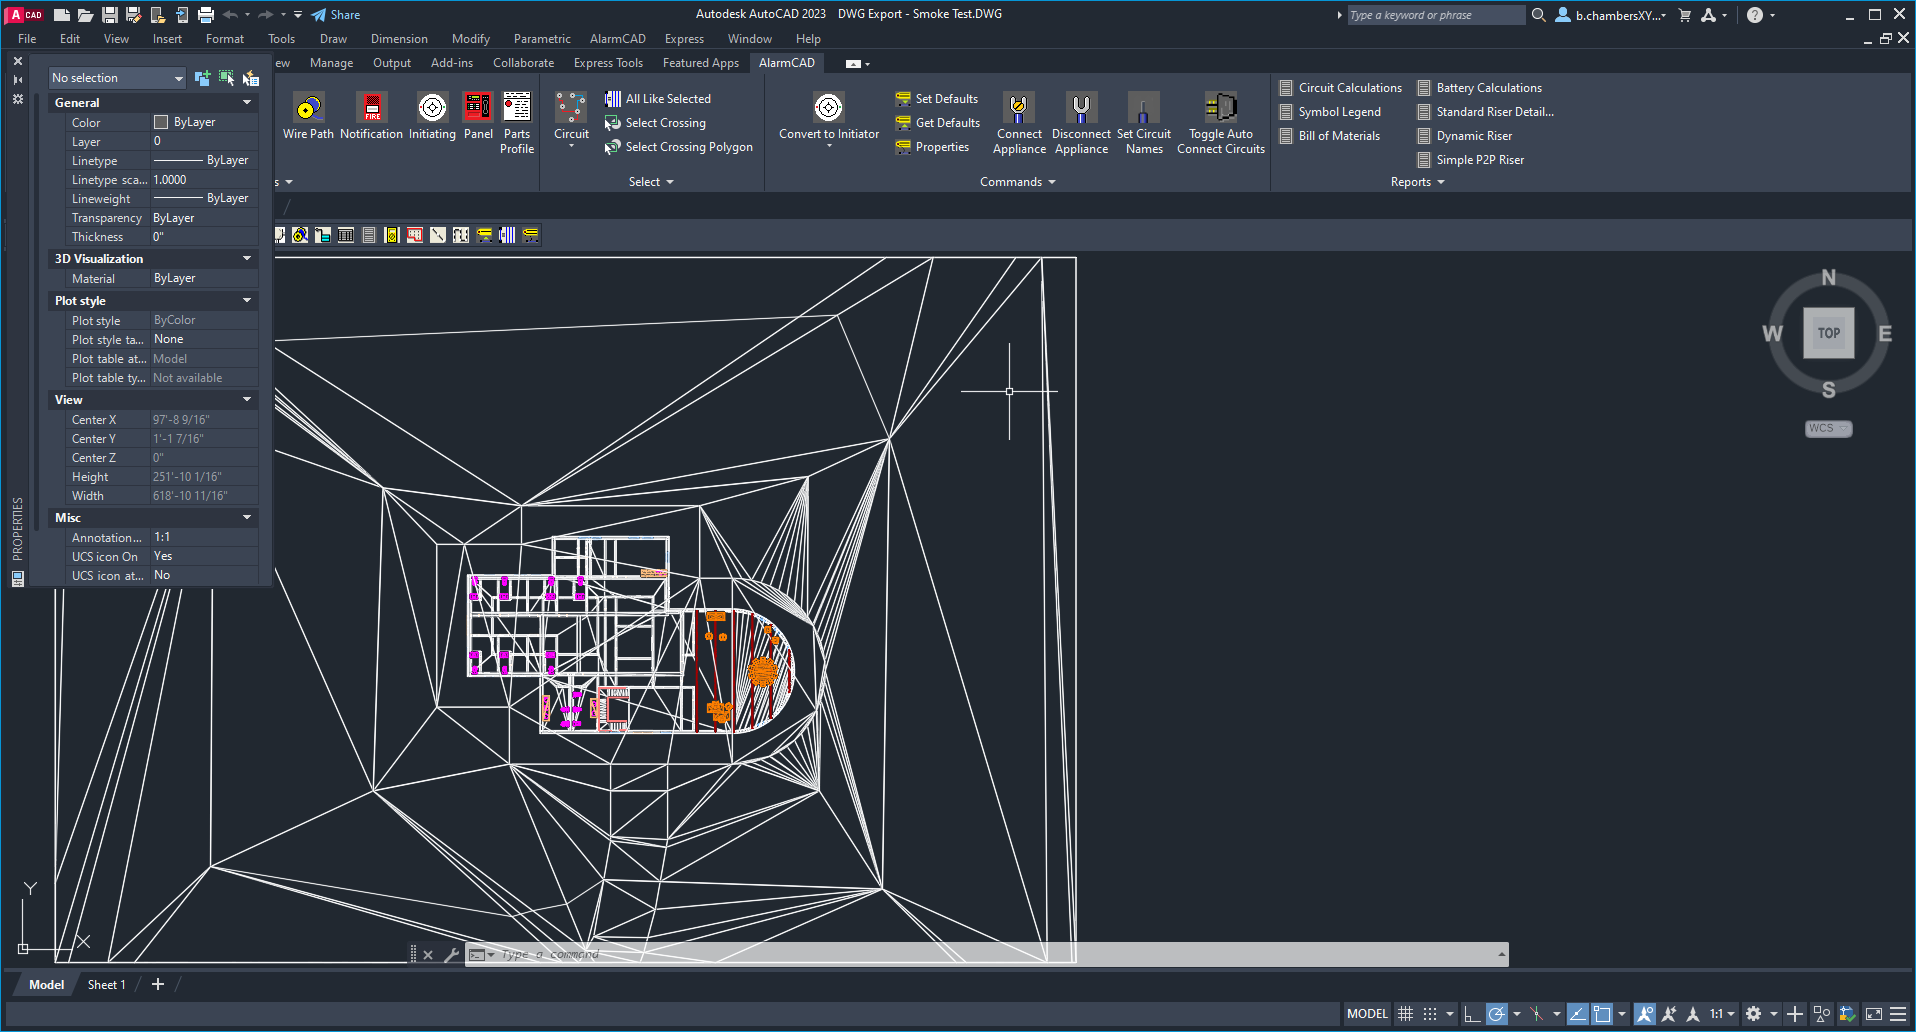 CAD
Share
Autodesk AutoCAD 2023 DWG Export - Smoke Test.DWG
Type a keyword or phrase
b.chambersXY...
File Edit View Insert Format Tools Draw Dimension Modify Parametric AlarmCAD Express Window Help
ew Manage Output Add-ins Collaborate Express Tools Featured Apps AlarmCAD
Wire Path
Notification
FIRE
Initiating
Panel
Parts Profile
Circuit
All Like Selected
Select Crossing
Select Crossing Polygon
Convert to Initiator
Set Defaults
Get Defaults
Properties
Connect Appliance
Disconnect Appliance
Set Circuit Names
Toggle Auto Connect Circuits
Circuit Calculations
Symbol Legend
Bill of Materials
Battery Calculations
Standard Riser Detail...
Dynamic Riser
Simple P2P Riser
s
Select
Commands
Reports
No selection
General
Color ByLayer
Layer 0
Linetype ByLayer
Linetype sca... 1.0000
Lineweight ByLayer
Transparency ByLayer
Thickness 0"
3D Visualization
Material ByLayer
Plot style
Plot style ByColor
Plot style ta... None
Plot table at... Model
Plot table ty... Not available
View
Center X 97'-8 9/16"
Center Y 1'-1 7/16"
Center Z 0"
Height 251'-10 1/16"
Width 618'-10 11/16"
Misc
Annotation... 1:1
UCS icon On Yes
UCS icon at... No
PROPERTIES
N
W
TOP
E
S
WCS
Y
X
Type a command
Model Sheet 1
MODEL
1:1